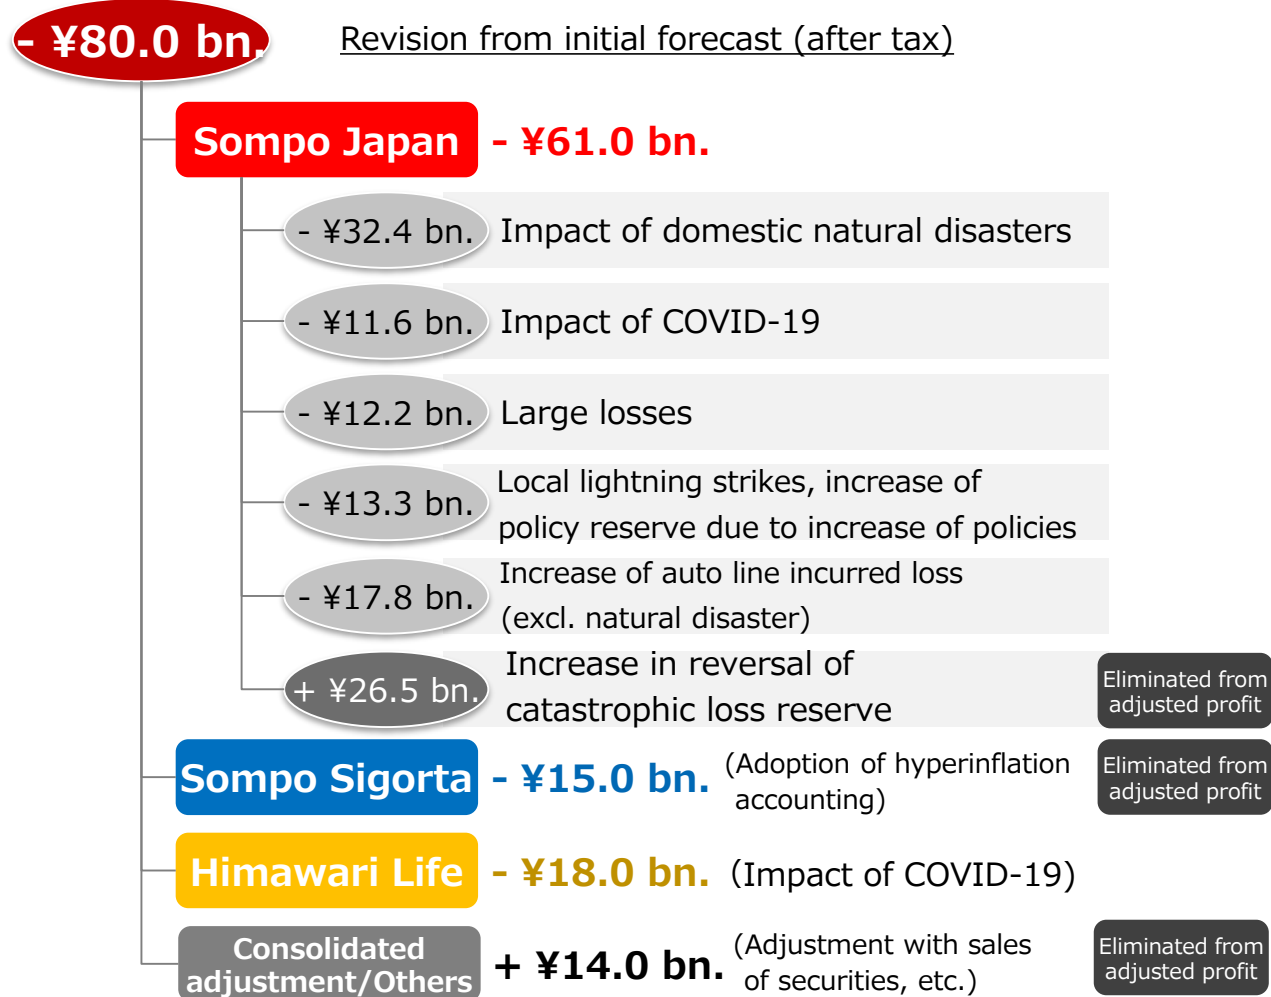 - ¥80.0 bn.
Revision from initial forecast (after tax)
Sompo Japan - ¥61.0 bn.
- ¥32.4 bn. Impact of domestic natural disasters
- ¥11.6 bn. Impact of COVID-19
- ¥12.2 bn. Large losses
- ¥13.3 bn.
Local lightning strikes, increase of
policy reserve due to increase of policies
- ¥17.8 bn.
Increase of auto line incurred loss
(excl. natural disaster)
+ ¥26.5 bn.
Increase in reversal of
catastrophic loss reserve
Eliminated from
adjusted profit
Sompo Sigorta - ¥15.0 bn.
(Adoption of hyperinflation
accounting)
Eliminated from
adjusted profit
Himawari Life - ¥18.0 bn. (Impact of COVID-19)
Consolidated
adjustment/Others
+ ¥14.0 bn.
(Adjustment with sales
of securities, etc.)
Eliminated from
adjusted profit